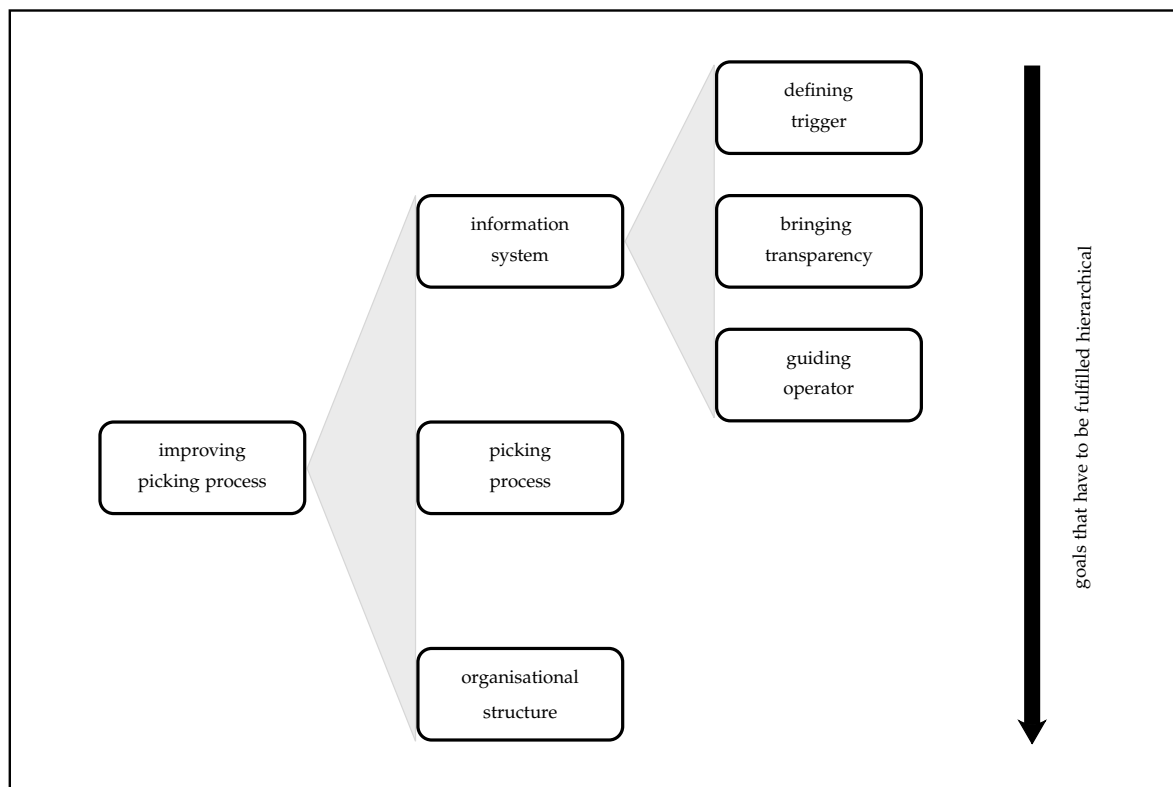 defining
trigger
information
system
bringing
transparency
guiding
operator
improving
picking process
picking
process
organisational
structure
goals that have to be fulfilled hierarchical